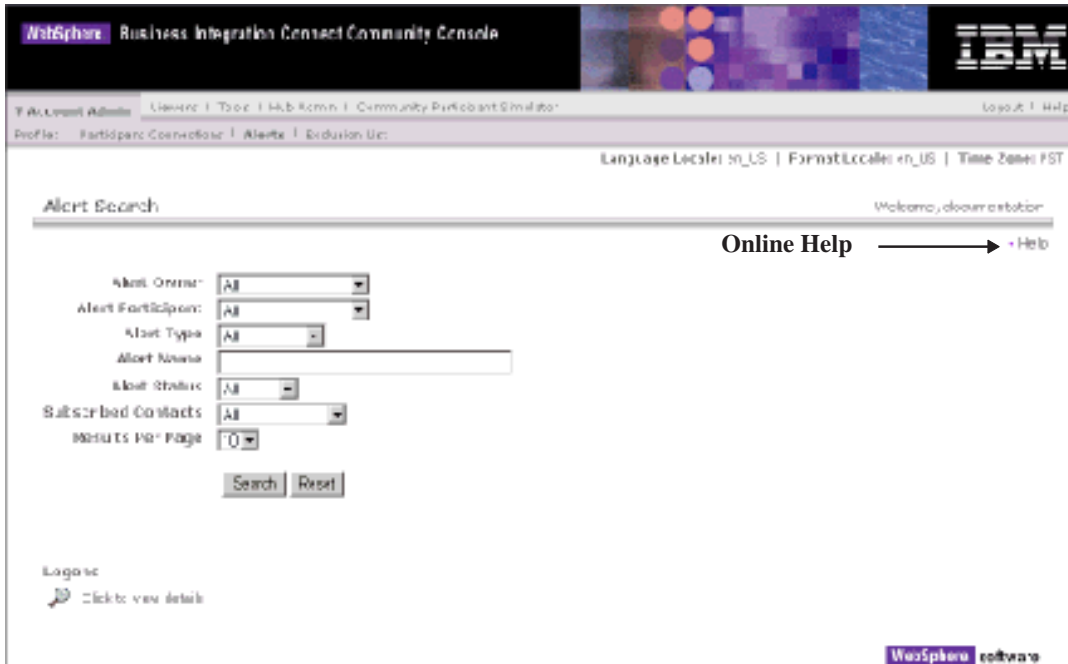 WebSphere Business Integration Connect Community Console
IBM
Account Admin Viewers | Tools | Hub Admin | Community Participant Simulator Logout | Help
Profiles Participant Connections | Alerts | Exclusion List
Language Locale: en_US | Format Locale: en_US | Time Zone: PST
Alert Search Welcome, documentation
Online Help Help
Alert Owner All
Alert Participant All
Alert Type All
Alert Name
Alert Status All
Subscribed Contacts All
Results Per Page 10
Search Reset
Click to view details
WebSphere software